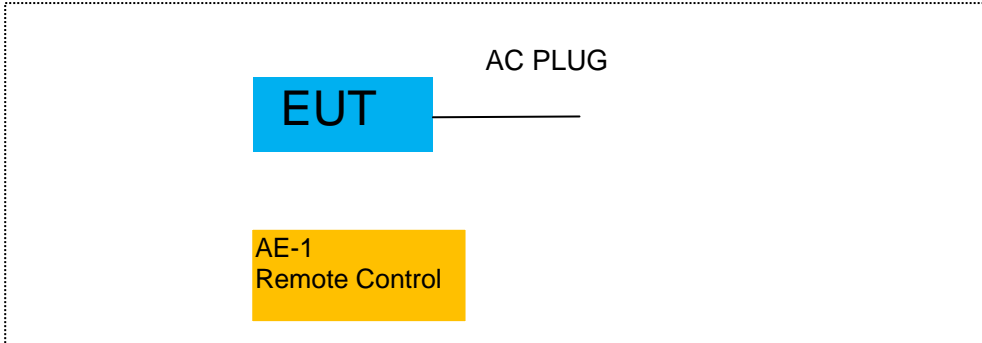 AC PLUG
EUT
AE-1
Remote Control